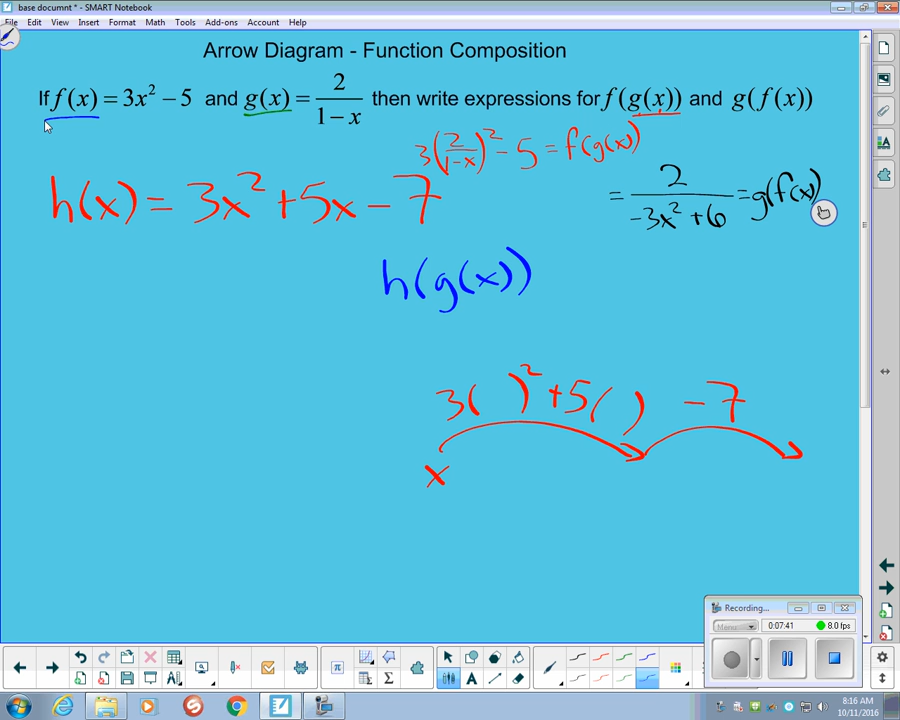 base documnt * - SMART Notebook
File Edit View Insert Format Math Tools Add-ons Account Help
Arrow Diagram - Function Composition
If f(x) = 3x² − 5 and g(x) = 2/(1 − x) then write expressions for f(g(x)) and g(f(x))
3(2/(1-x))² - 5 = f(g(x))
h(x) = 3x² + 5x - 7
= 2/(-3x² + 6) = g(f(x))
h(g(x))
3( )² + 5( ) - 7
x
Recording...
Menu
0:07:41
8.0 fps
8:16 AM
10/11/2016